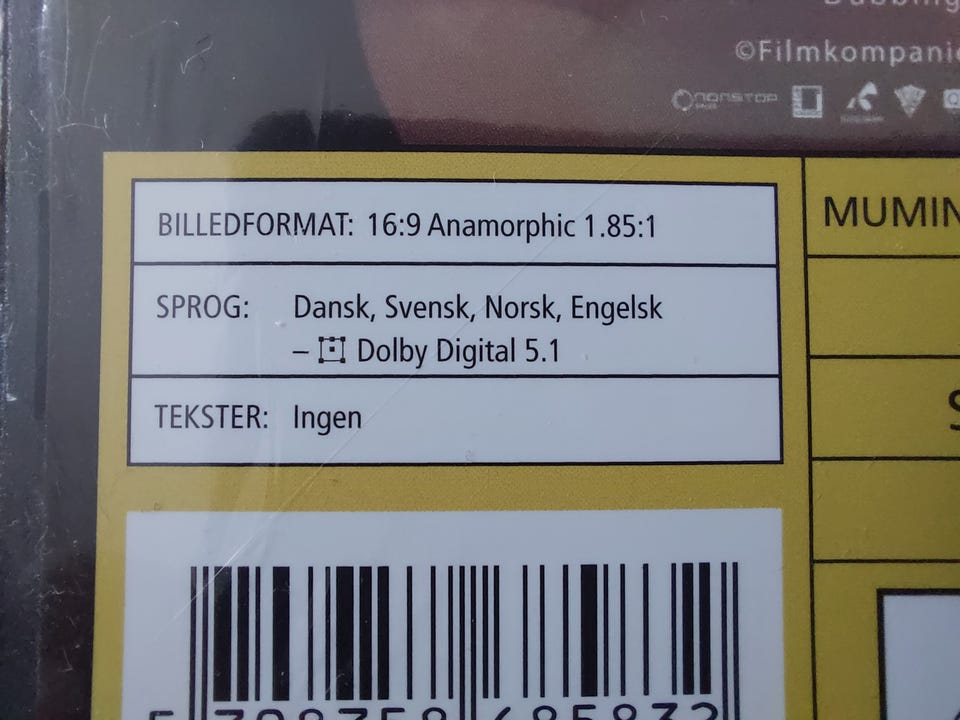 ©Filmkompani
NONSTOP
BILLEDFORMAT: 16:9 Anamorphic 1.85:1
SPROG: Dansk, Svensk, Norsk, Engelsk
– Dolby Digital 5.1
TEKSTER: Ingen
MUMIN